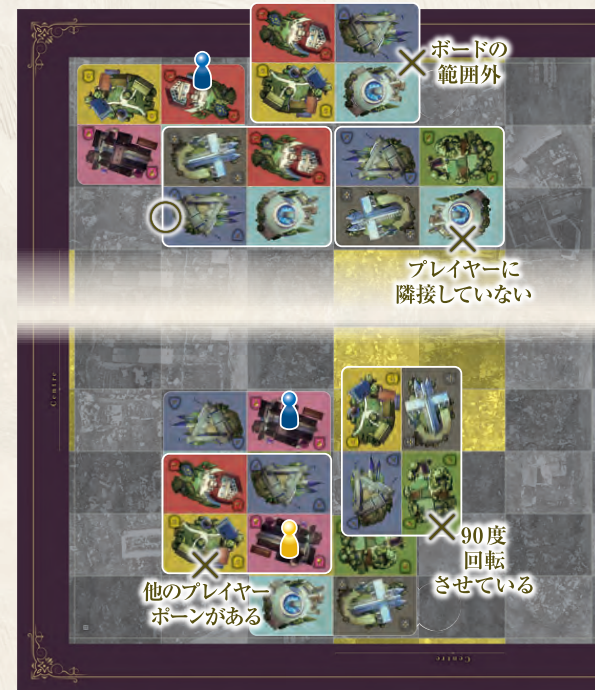 ボードの
範囲外
プレイヤーに
隣接していない
Centre
90度
回転
させている
他のプレイヤー
ポーンがある
Centre